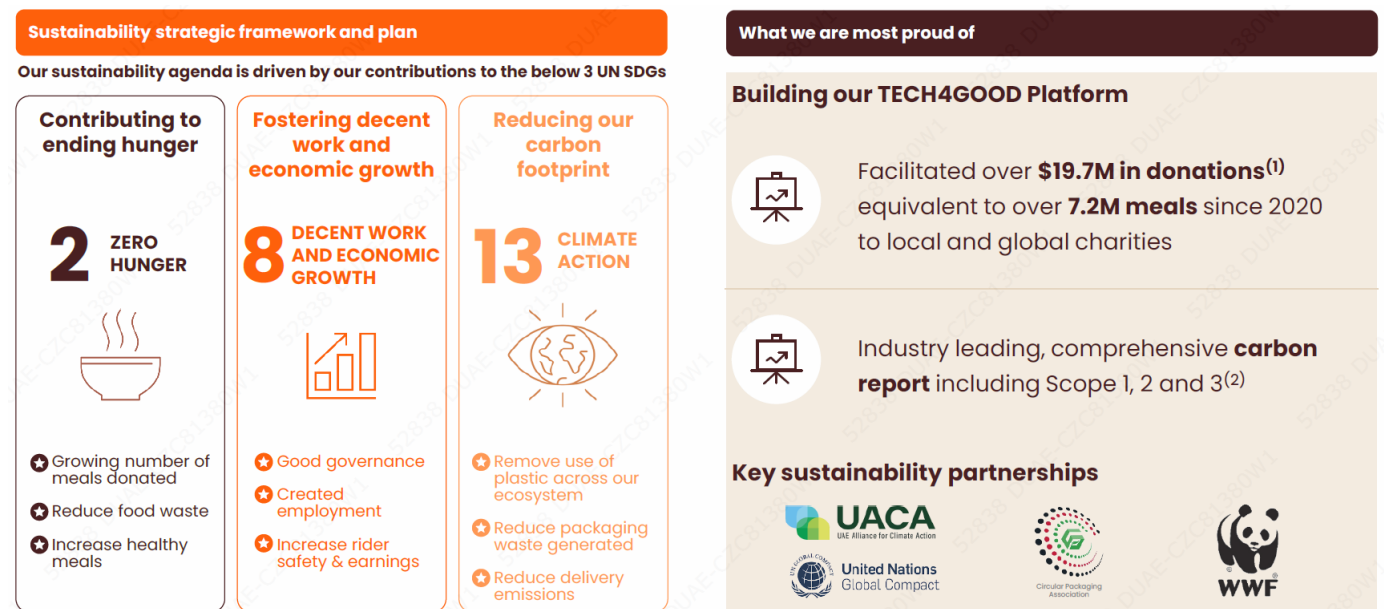 Sustainability strategic framework and plan
Our sustainability agenda is driven by our contributions to the below 3 UN SDGs
Contributing to
ending hunger
2
ZERO
HUNGER
Growing number of
meals donated
Reduce food waste
Increase healthy
meals
Fostering decent
work and
economic growth
8
DECENT WORK
AND ECONOMIC
GROWTH
Good governance
Created
employment
Increase rider
safety & earnings
Reducing our
carbon
footprint
13
CLIMATE
ACTION
Remove use of
plastic across our
ecosystem
Reduce packaging
waste generated
Reduce delivery
emissions
What we are most proud of
Building our TECH4GOOD Platform
Facilitated over $19.7M in donations(1)
equivalent to over 7.2M meals since 2020
to local and global charities
Industry leading, comprehensive carbon
report including Scope 1, 2 and 3(2)
Key sustainability partnerships
UACA
UAE Alliance for Climate Action
UN GLOBAL COMPACT
United Nations
Global Compact
Circular Packaging
Association
WWF
52838 DUAE-CZC81380W1